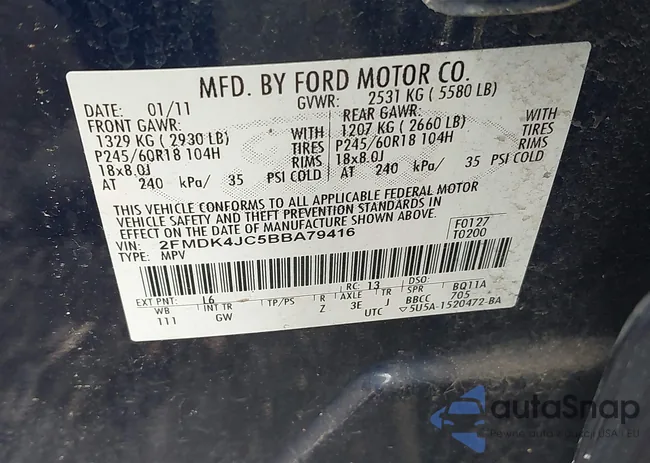 MFD. BY FORD MOTOR CO.
DATE: 01/11 GVWR: 2531 KG ( 5580 LB)
FRONT GAWR: REAR GAWR:
1329 KG ( 2930 LB) WITH 1207 KG ( 2660 LB) WITH
P245/60R18 104H TIRES P245/60R18 104H TIRES
18x8.0J RIMS 18x8.0J RIMS
AT 240 kPa/ 35 PSI COLD AT 240 kPa/ 35 PSI COLD
THIS VEHICLE CONFORMS TO ALL APPLICABLE FEDERAL MOTOR
VEHICLE SAFETY AND THEFT PREVENTION STANDARDS IN
EFFECT ON THE DATE OF MANUFACTURE SHOWN ABOVE.
VIN: 2FMDK4JC5BBA79416 F0127
TYPE: MPV T0200
RC: 13 DSO:
EXT PNT: L6 BQ11A
WB INT TR TP/PS R AXLE TR SPR 705
111 GW Z 3E J BBCC
UTC ▽5U5A-1520472-BA
autoSnap